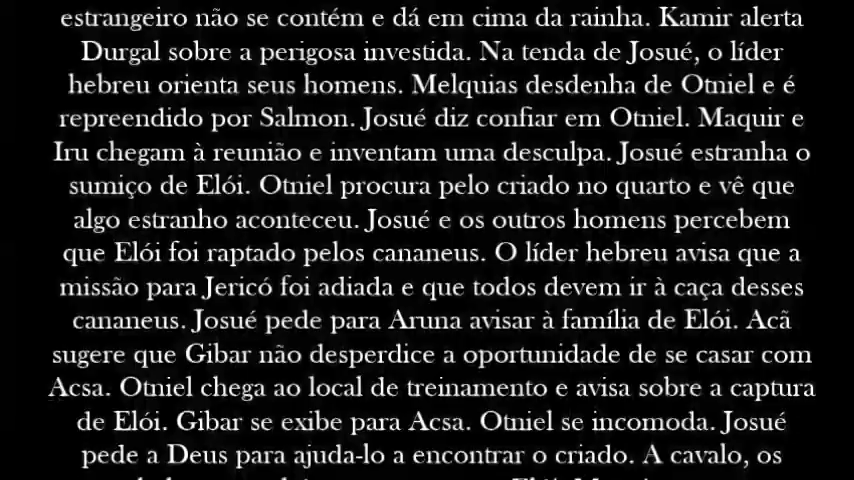 estrangeiro não se contém e dá em cima da rainha. Kamir alerta
Durgal sobre a perigosa investida. Na tenda de Josué, o líder
hebreu orienta seus homens. Melquias desdenha de Otniel e é
repreendido por Salmon. Josué diz confiar em Otniel. Maquir e
Iru chegam à reunião e inventam uma desculpa. Josué estranha o
sumiço de Elói. Otniel procura pelo criado no quarto e vê que
algo estranho aconteceu. Josué e os outros homens percebem
que Elói foi raptado pelos cananeus. O líder hebreu avisa que a
missão para Jericó foi adiada e que todos devem ir à caça desses
cananeus. Josué pede para Aruna avisar à família de Elói. Acã
sugere que Gibar não desperdice a oportunidade de se casar com
Acsa. Otniel chega ao local de treinamento e avisa sobre a captura
de Elói. Gibar se exibe para Acsa. Otniel se incomoda. Josué
pede a Deus para ajuda-lo a encontrar o criado. A cavalo, os